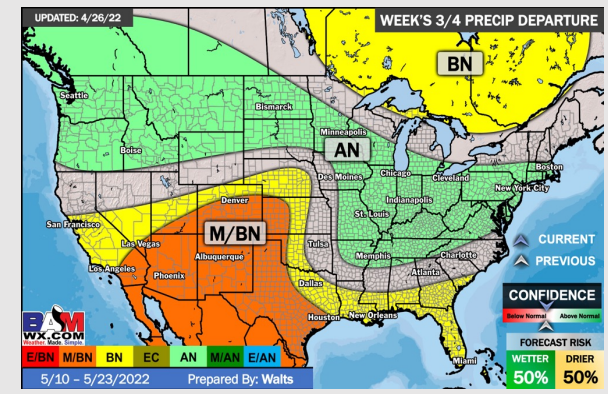 UPDATED: 4/26/22
WEEK'S 3/4 PRECIP DEPARTURE
BN
Seattle
Bismarck
Minneapolis
Boise
AN
Boston
Des Moines
Chicago
Cleveland
New York City
Denver
Indianapolis
San Francisco
St. Louis
M/BN
Las Vegas
Tulsa
CURRENT
Albuquerque
Memphis
Charlotte
Los Angeles
Phoenix
PREVIOUS
Atlanta
Dallas
CONFIDENCE
Houston
New Orleans
Below Normal
Above Normal
BAM
WX.COM
Weather. Made. Simple.
FORECAST RISK
E/BN M/BN BN EC AN M/AN E/AN
Miami
WETTER
DRIER
5/10 – 5/23/2022
Prepared By: Walts
50%
50%